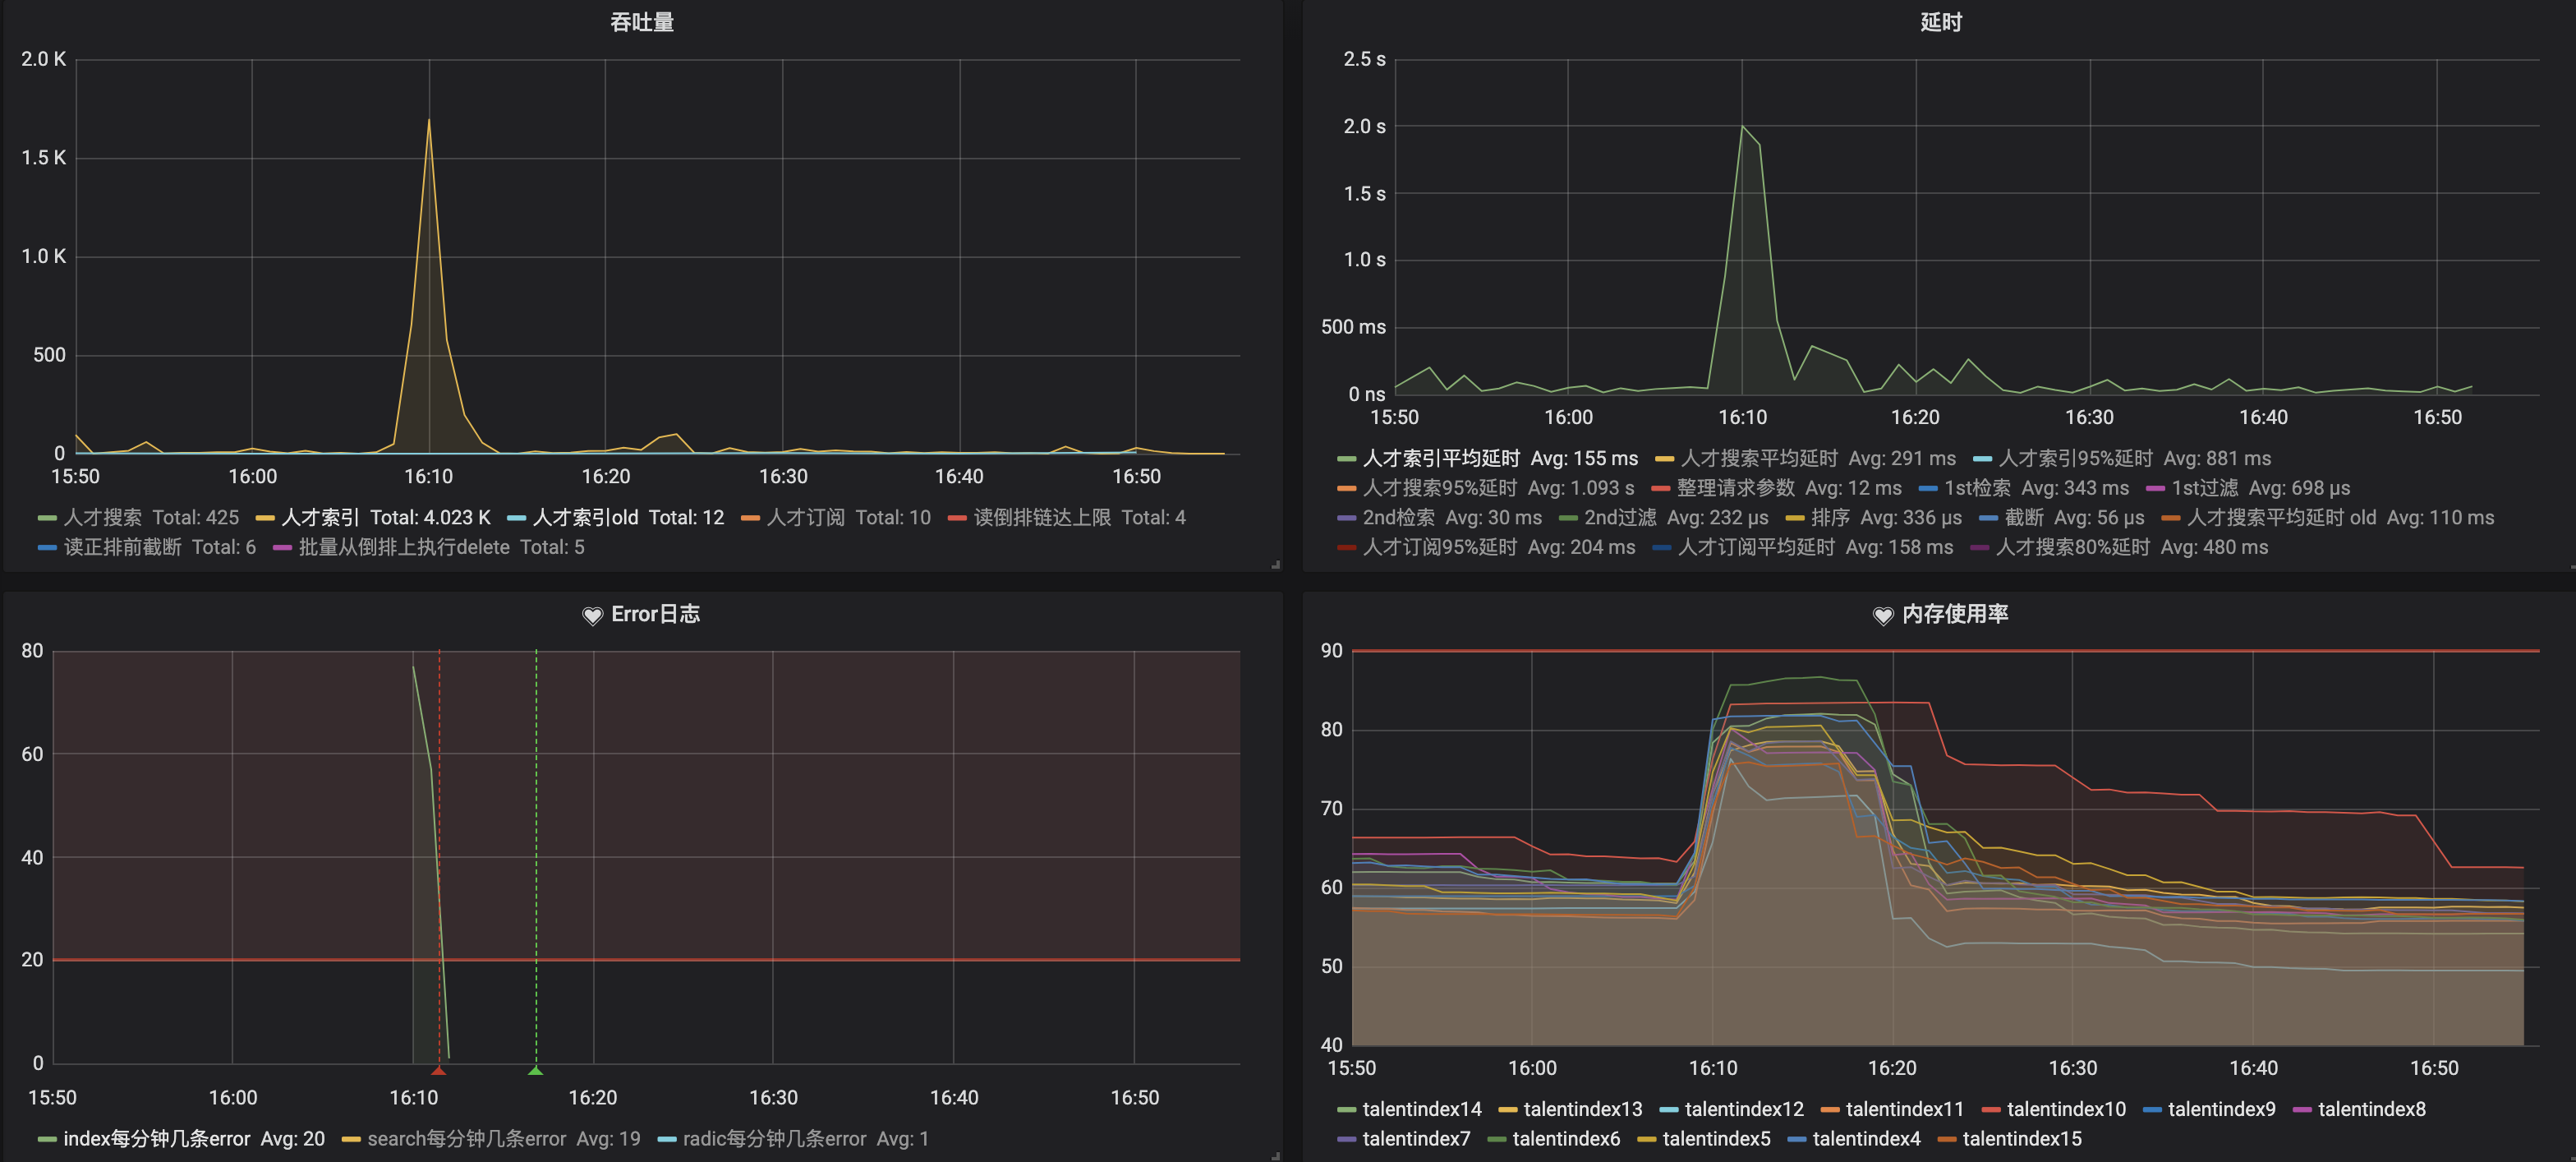 吞吐量
2.0 K
1.5 K
1.0 K
500
0
15:50 16:00 16:10 16:20 16:30 16:40 16:50
人才搜索 Total: 425 人才索引 Total: 4.023 K 人才索引old Total: 12 人才订阅 Total: 10 读倒排链达上限 Total: 4
读正排前截断 Total: 6 批量从倒排上执行delete Total: 5
延时
2.5 s
2.0 s
1.5 s
1.0 s
500 ms
0 ns
15:50 16:00 16:10 16:20 16:30 16:40 16:50
人才索引平均延时 Avg: 155 ms 人才搜索平均延时 Avg: 291 ms 人才索引95%延时 Avg: 881 ms
人才搜索95%延时 Avg: 1.093 s 整理请求参数 Avg: 12 ms 1st检索 Avg: 343 ms 1st过滤 Avg: 698 µs
2nd检索 Avg: 30 ms 2nd过滤 Avg: 232 µs 排序 Avg: 336 µs 截断 Avg: 56 µs 人才搜索平均延时 old Avg: 110 ms
人才订阅95%延时 Avg: 204 ms 人才订阅平均延时 Avg: 158 ms 人才搜索80%延时 Avg: 480 ms
Error日志
80
60
40
20
0
15:50 16:00 16:10 16:20 16:30 16:40 16:50
index每分钟几条error Avg: 20 search每分钟几条error Avg: 19 radic每分钟几条error Avg: 1
内存使用率
90
80
70
60
50
40
15:50 16:00 16:10 16:20 16:30 16:40 16:50
talentindex14 talentindex13 talentindex12 talentindex11 talentindex10 talentindex9 talentindex8
talentindex7 talentindex6 talentindex5 talentindex4 talentindex15